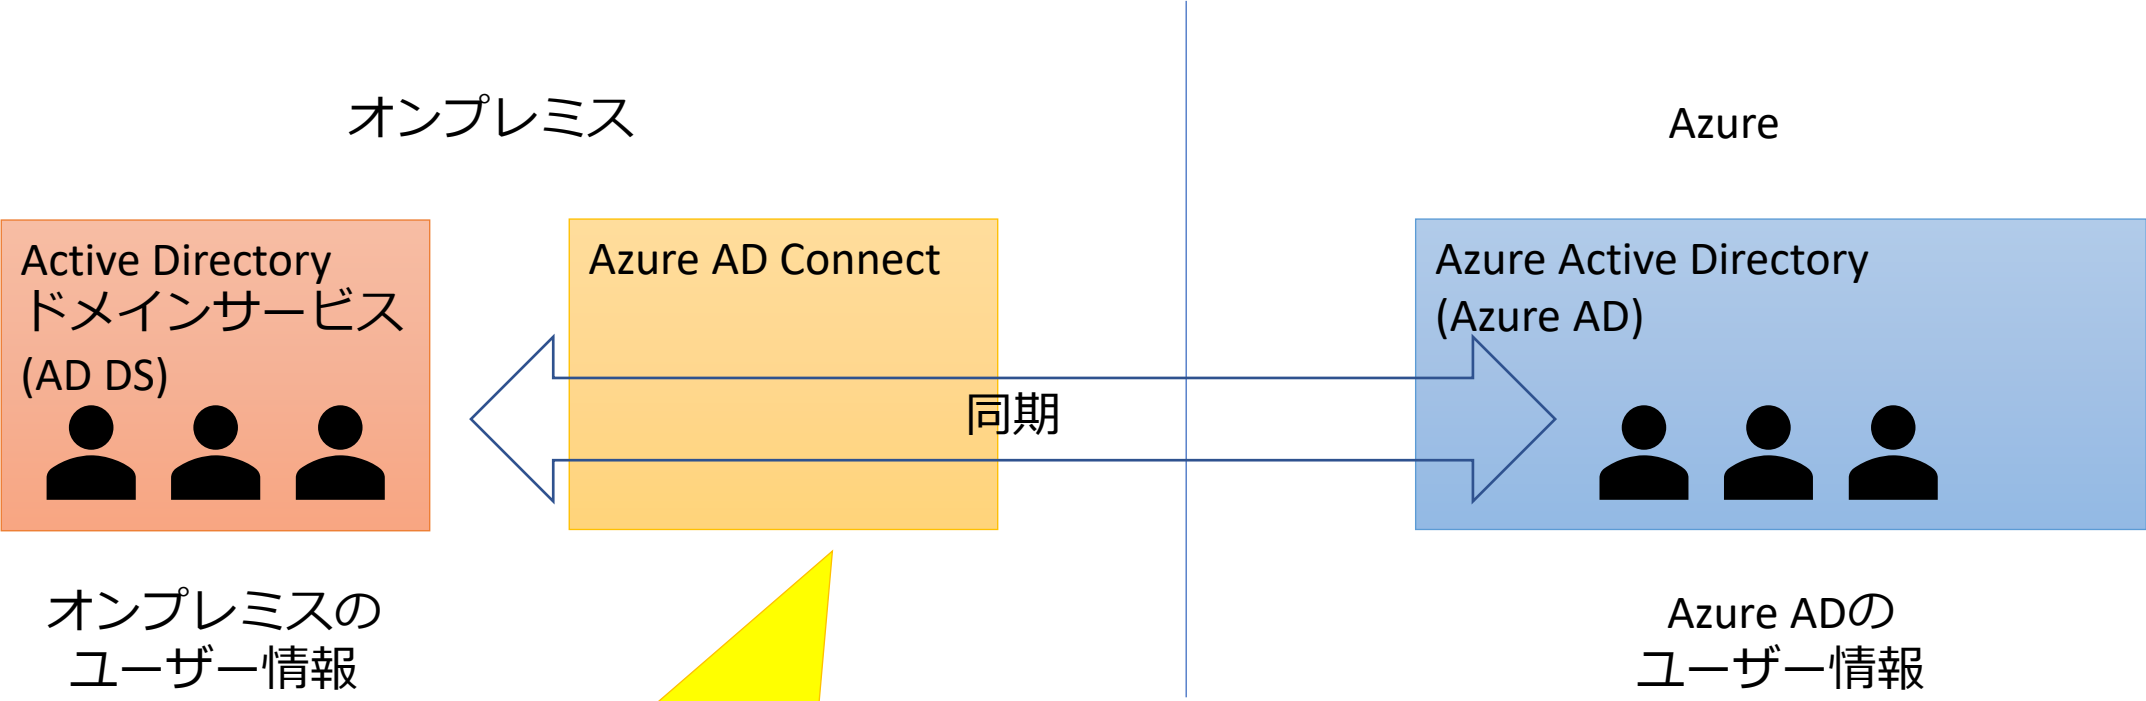 オンプレミス
Azure
Active Directory
ドメインサービス
(AD DS)
Azure AD Connect
Azure Active Directory
(Azure AD)
同期
オンプレミスの
ユーザー情報
Azure ADの
ユーザー情報